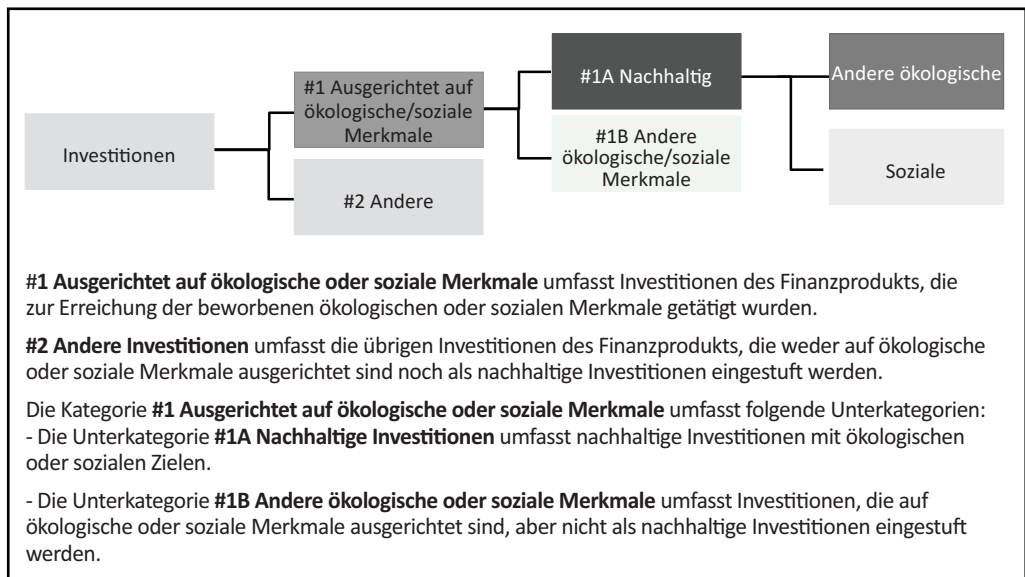 Investitionen
#1 Ausgerichtet auf
ökologische/soziale
Merkmale
#2 Andere
#1A Nachhaltig
#1B Andere
ökologische/soziale
Merkmale
Andere ökologische
Soziale
#1 Ausgerichtet auf ökologische oder soziale Merkmale umfasst Investitionen des Finanzprodukts, die
zur Erreichung der beworbenen ökologischen oder sozialen Merkmale getätigt wurden.
#2 Andere Investitionen umfasst die übrigen Investitionen des Finanzprodukts, die weder auf ökologische
oder soziale Merkmale ausgerichtet sind noch als nachhaltige Investitionen eingestuft werden.
Die Kategorie #1 Ausgerichtet auf ökologische oder soziale Merkmale umfasst folgende Unterkategorien:
- Die Unterkategorie #1A Nachhaltige Investitionen umfasst nachhaltige Investitionen mit ökologischen
oder sozialen Zielen.
- Die Unterkategorie #1B Andere ökologische oder soziale Merkmale umfasst Investitionen, die auf
ökologische oder soziale Merkmale ausgerichtet sind, aber nicht als nachhaltige Investitionen eingestuft
werden.